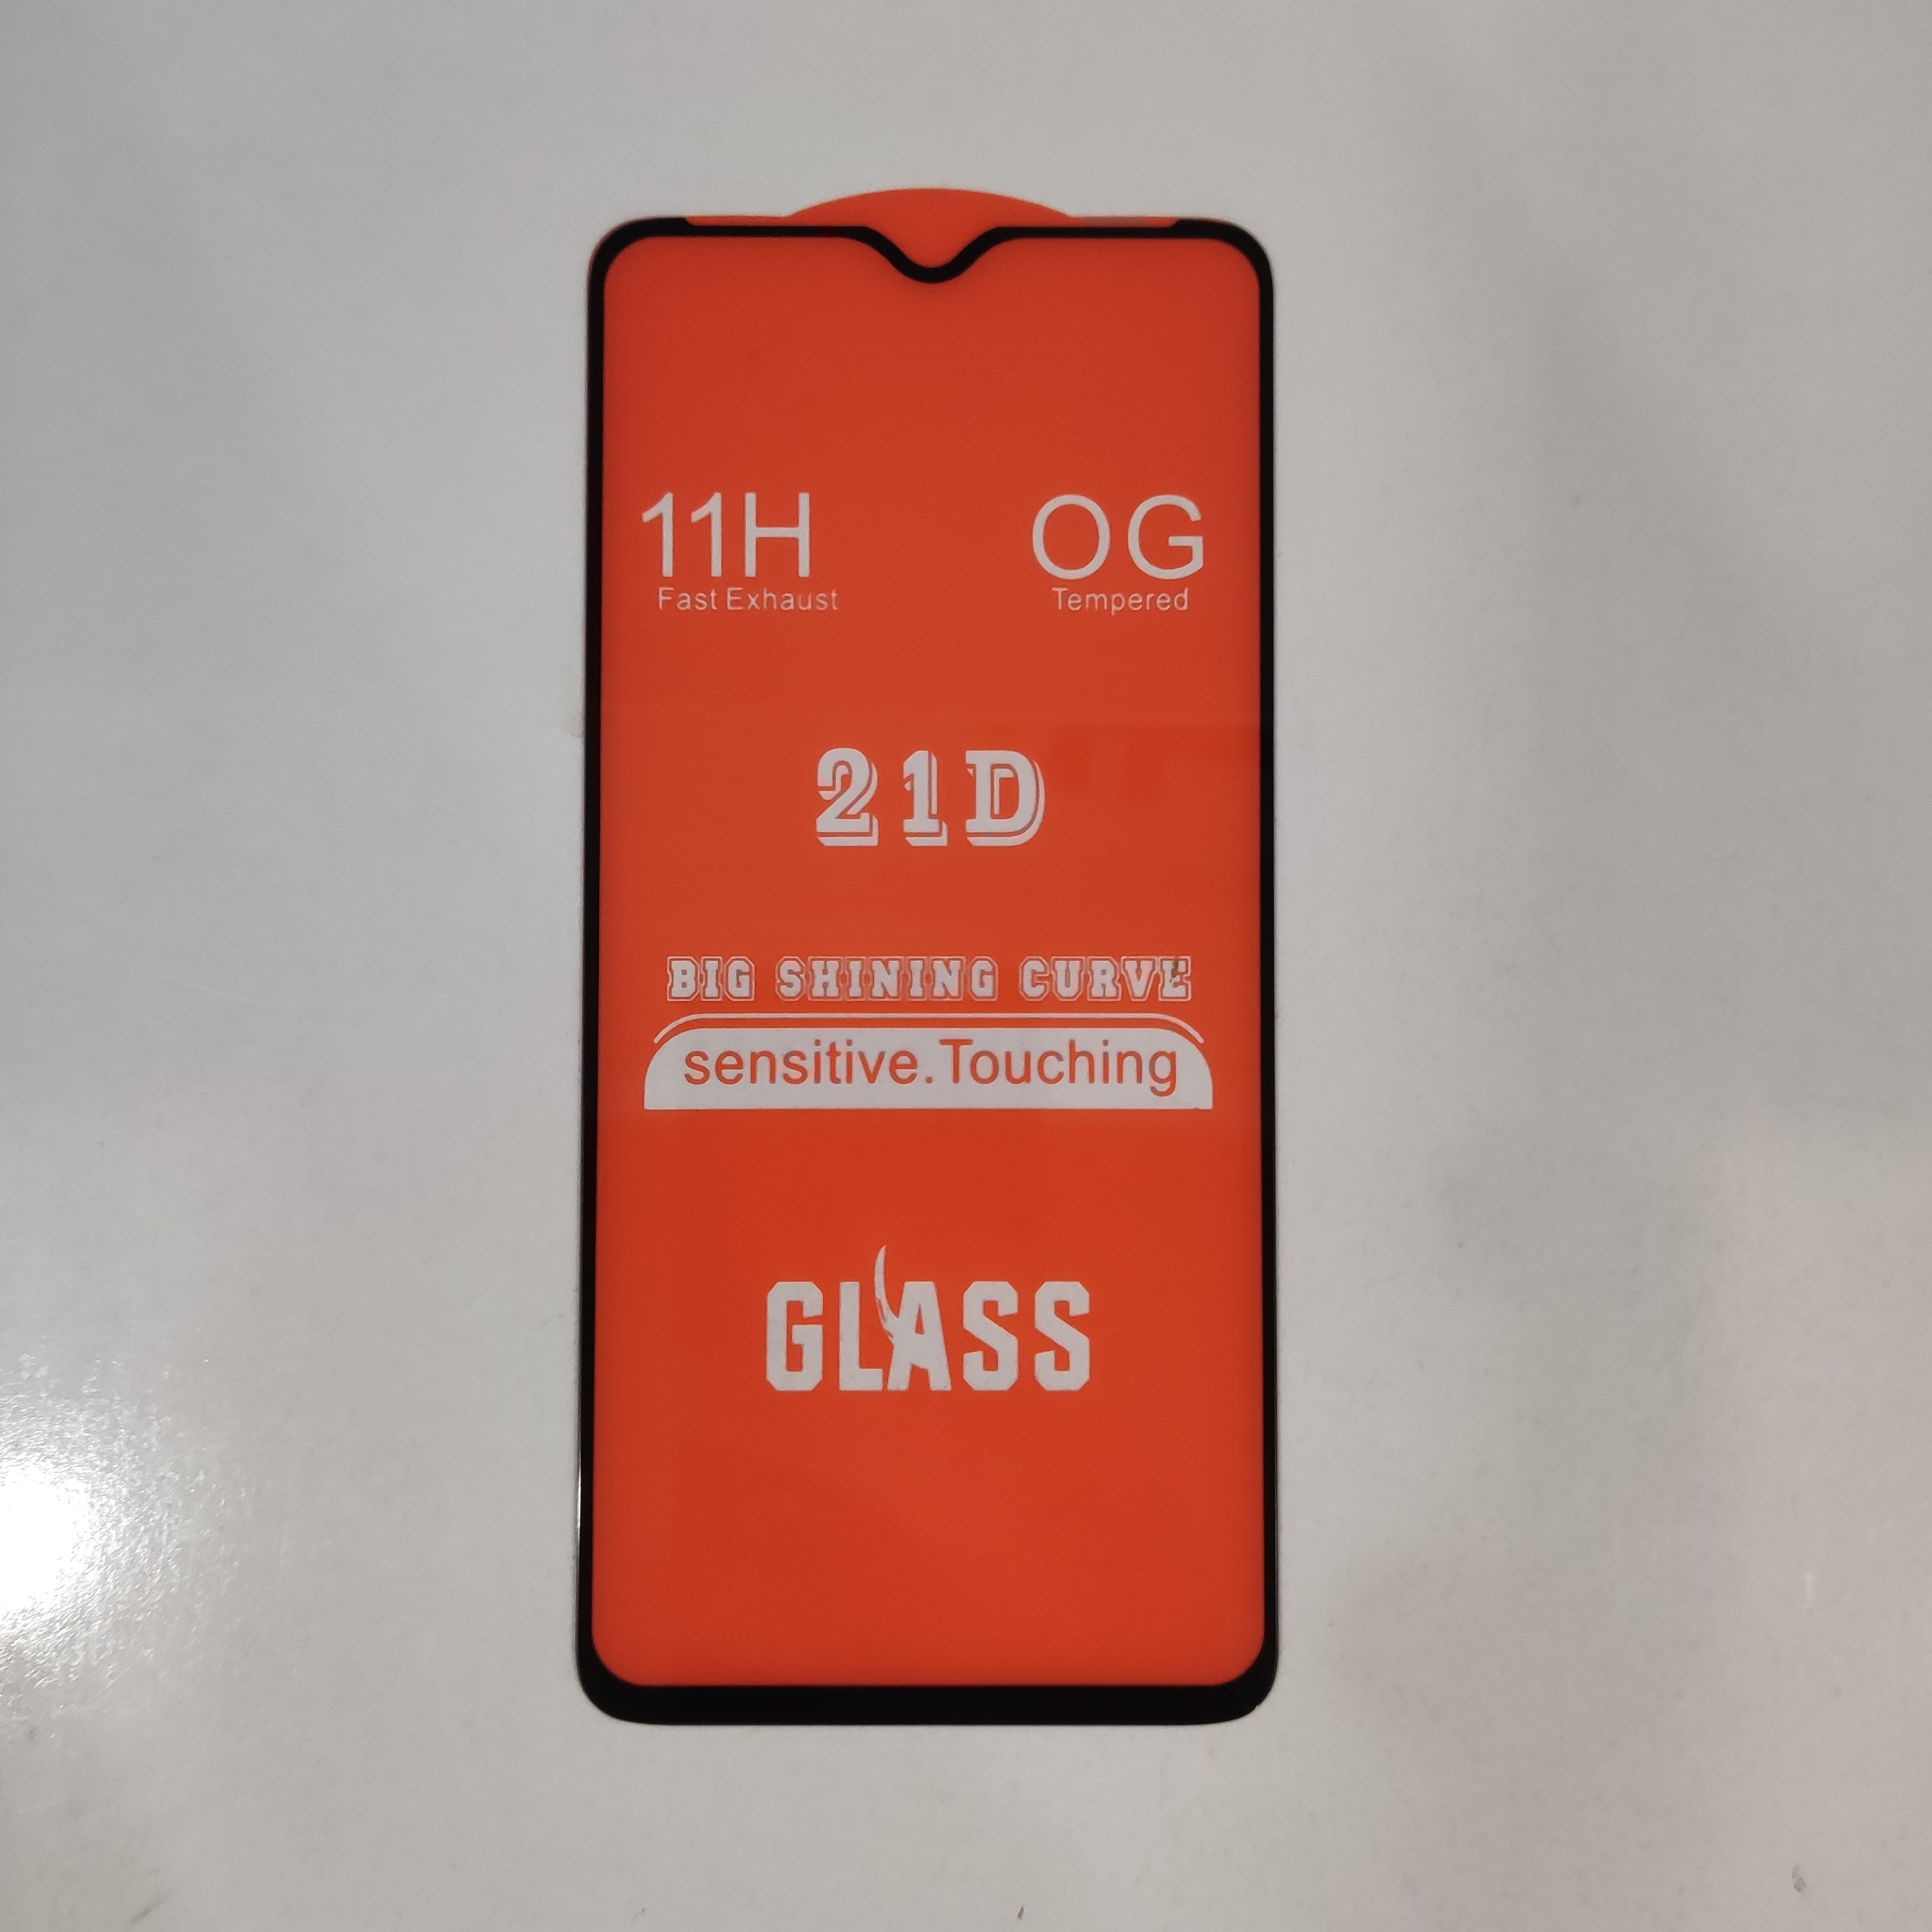 11H OG
Fast Exhaust Tempered
21D
BIG SHINING CURVE
sensitive.Touching
GLASS